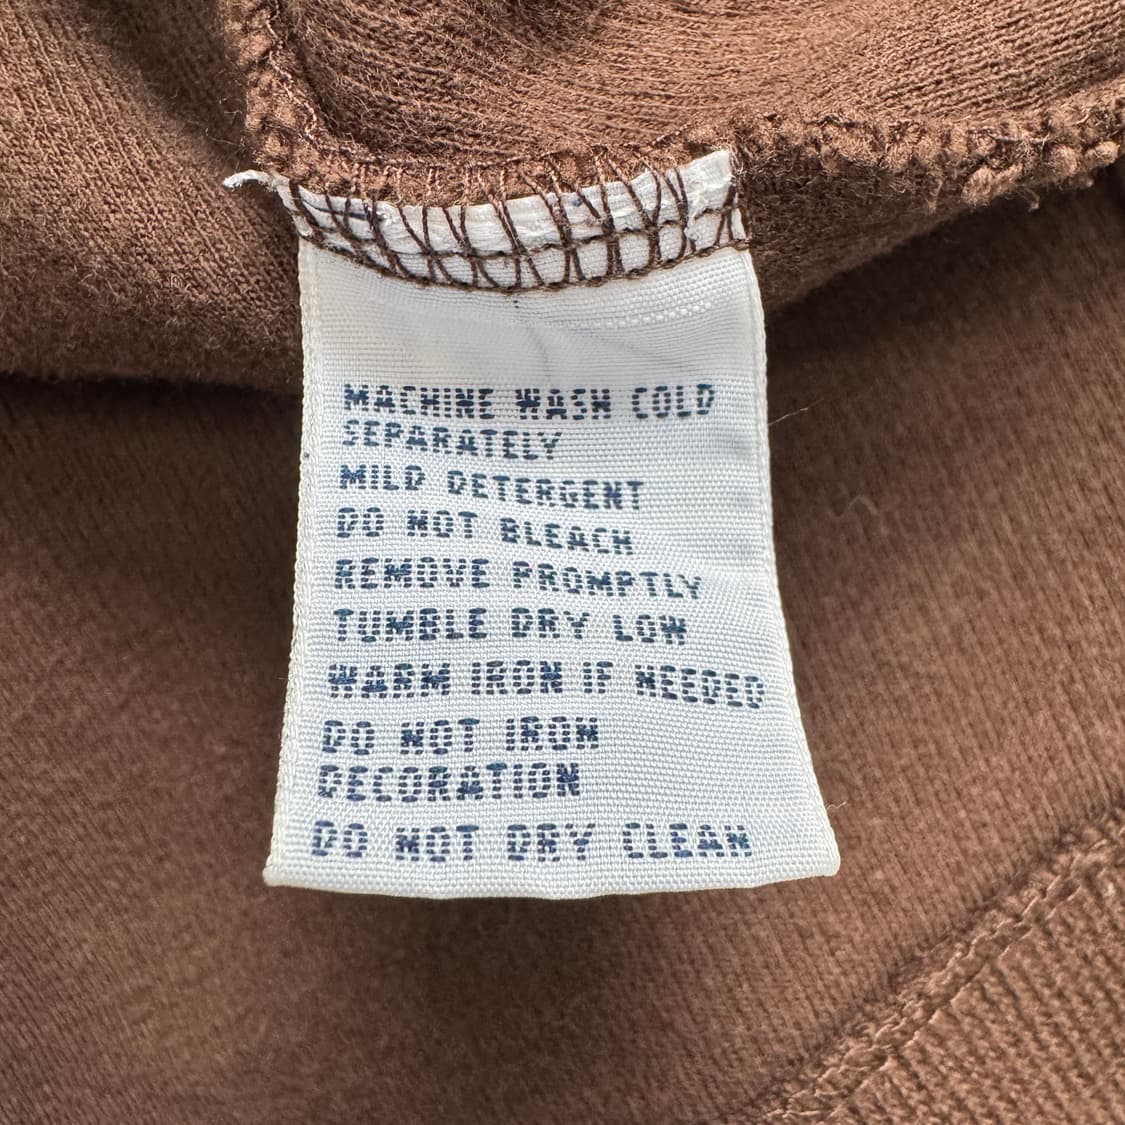 MACHINE WASH COLD
SEPARATELY
MILD DETERGENT
DO NOT BLEACH
REMOVE PROMPTLY
TUMBLE DRY LOW
WARM IRON IF NEEDED
DO NOT IRON
DECORATION
DO NOT DRY CLEAN